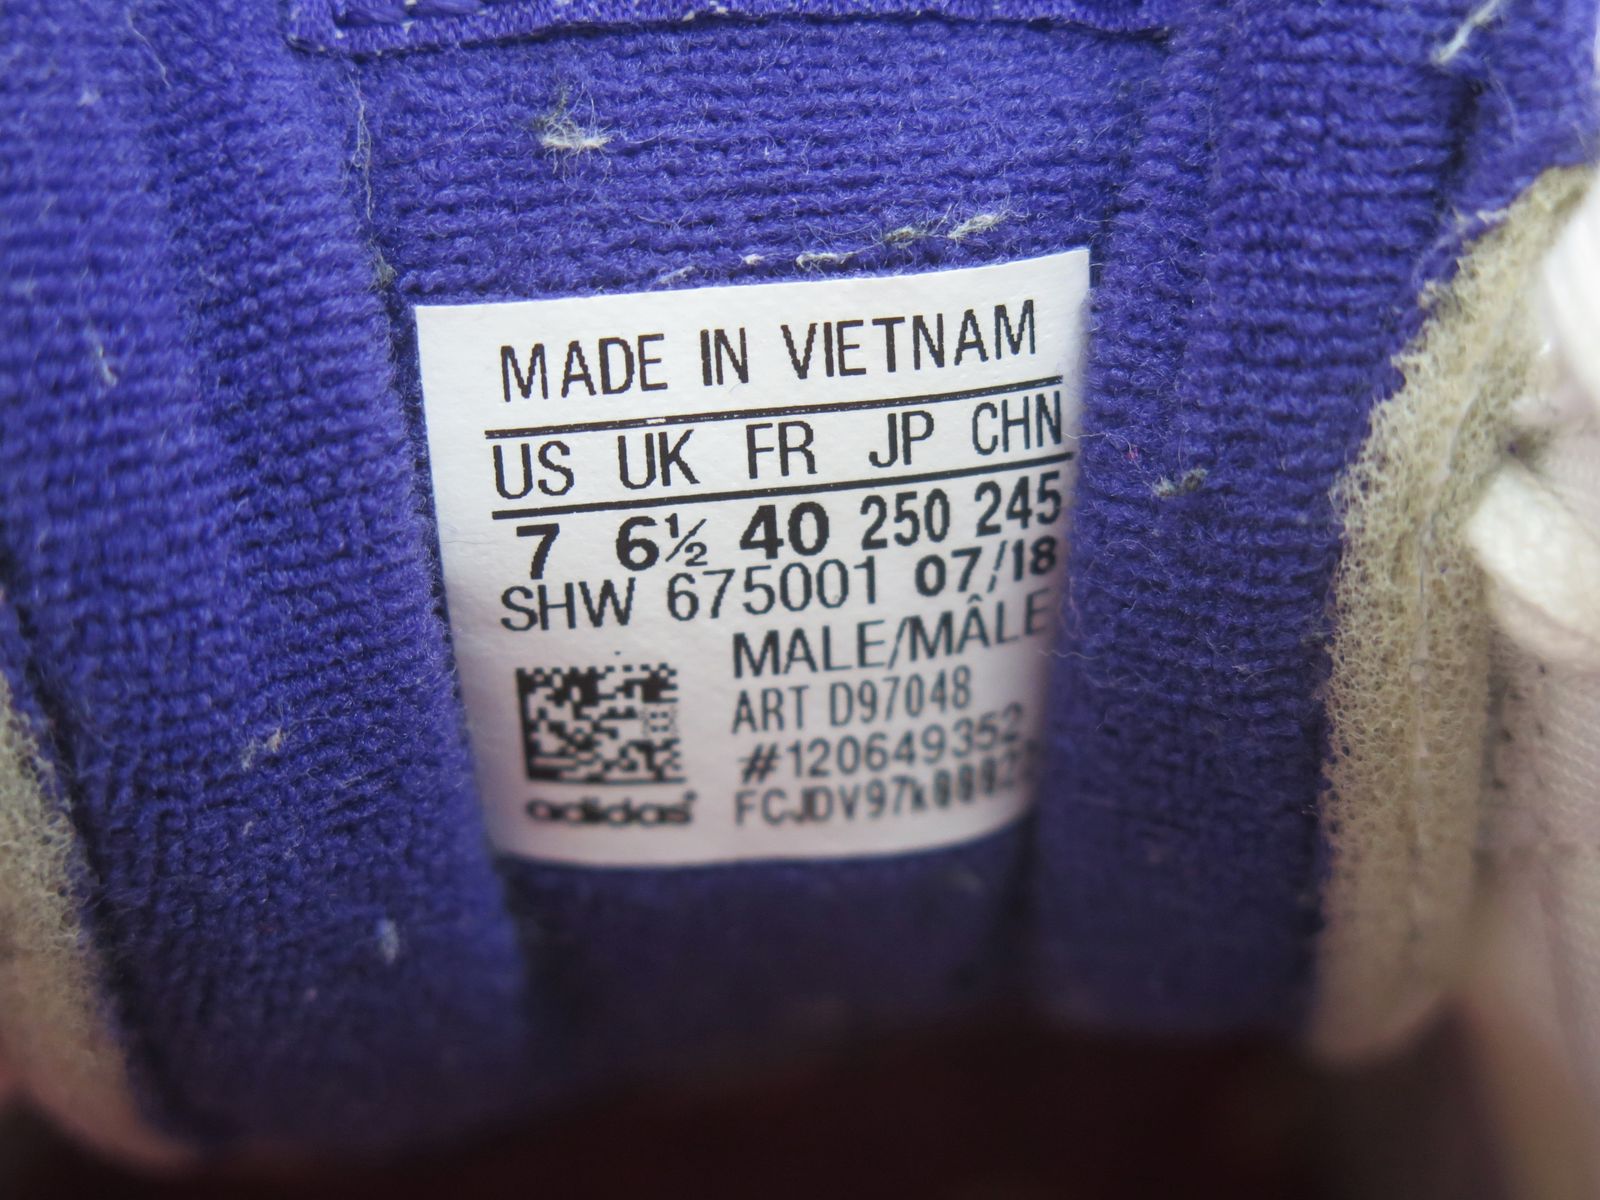 MADE IN VIETNAM
US UK FR JP CHN
7 6½ 40 250 245
SHW 675001 07/18
MALE/MÂLE
ART D97048
#120649352
adidas